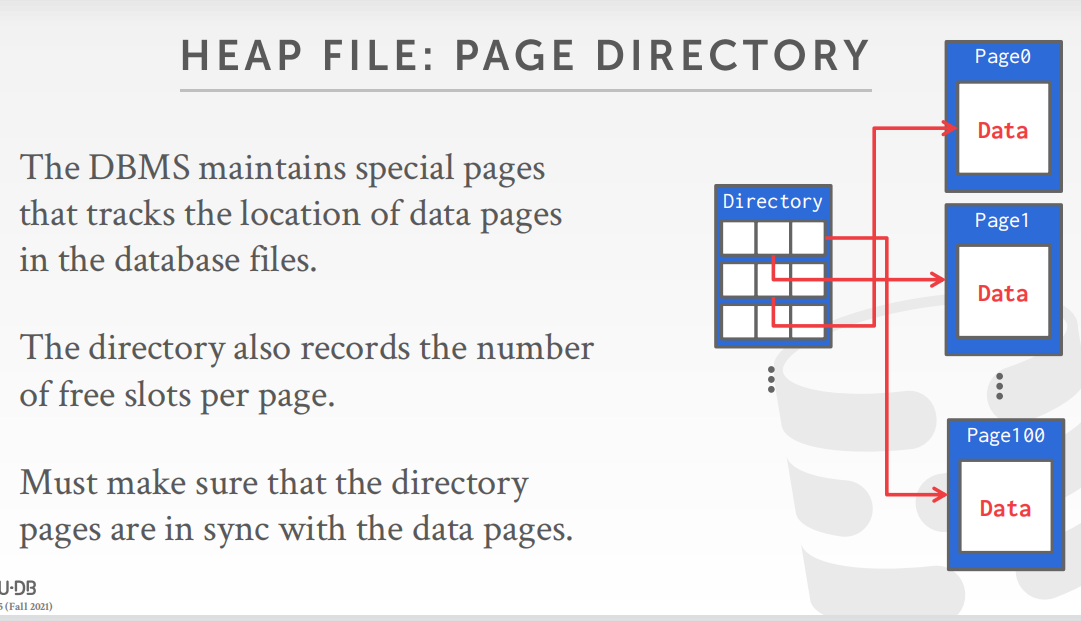 HEAP FILE: PAGE DIRECTORY
The DBMS maintains special pages
that tracks the location of data pages
in the database files.
The directory also records the number
of free slots per page.
Must make sure that the directory
pages are in sync with the data pages.
Directory
Page0
Data
Page1
Data
Page100
Data
U·DB
5 (Fall 2021)